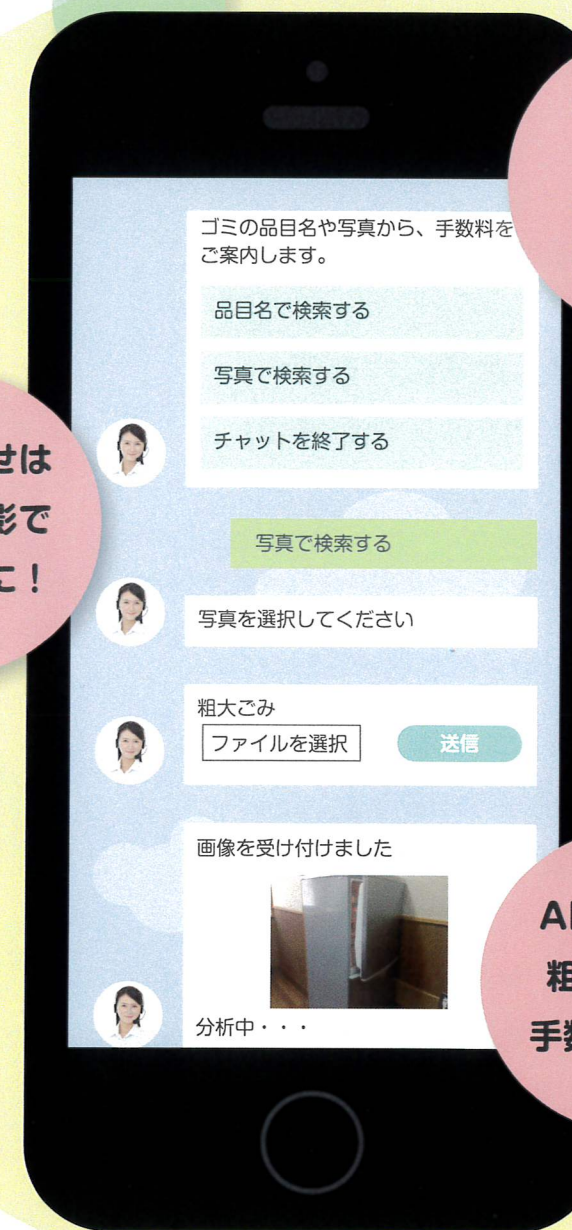 ゴミの品目名や写真から、手数料を
ご案内します。
品目名で検索する
写真で検索する
チャットを終了する
せは
影で
に！
写真で検索する
写真を選択してください
粗大ごみ
ファイルを選択
送信
画像を受け付けました
分析中・・・
AI
粗
手数